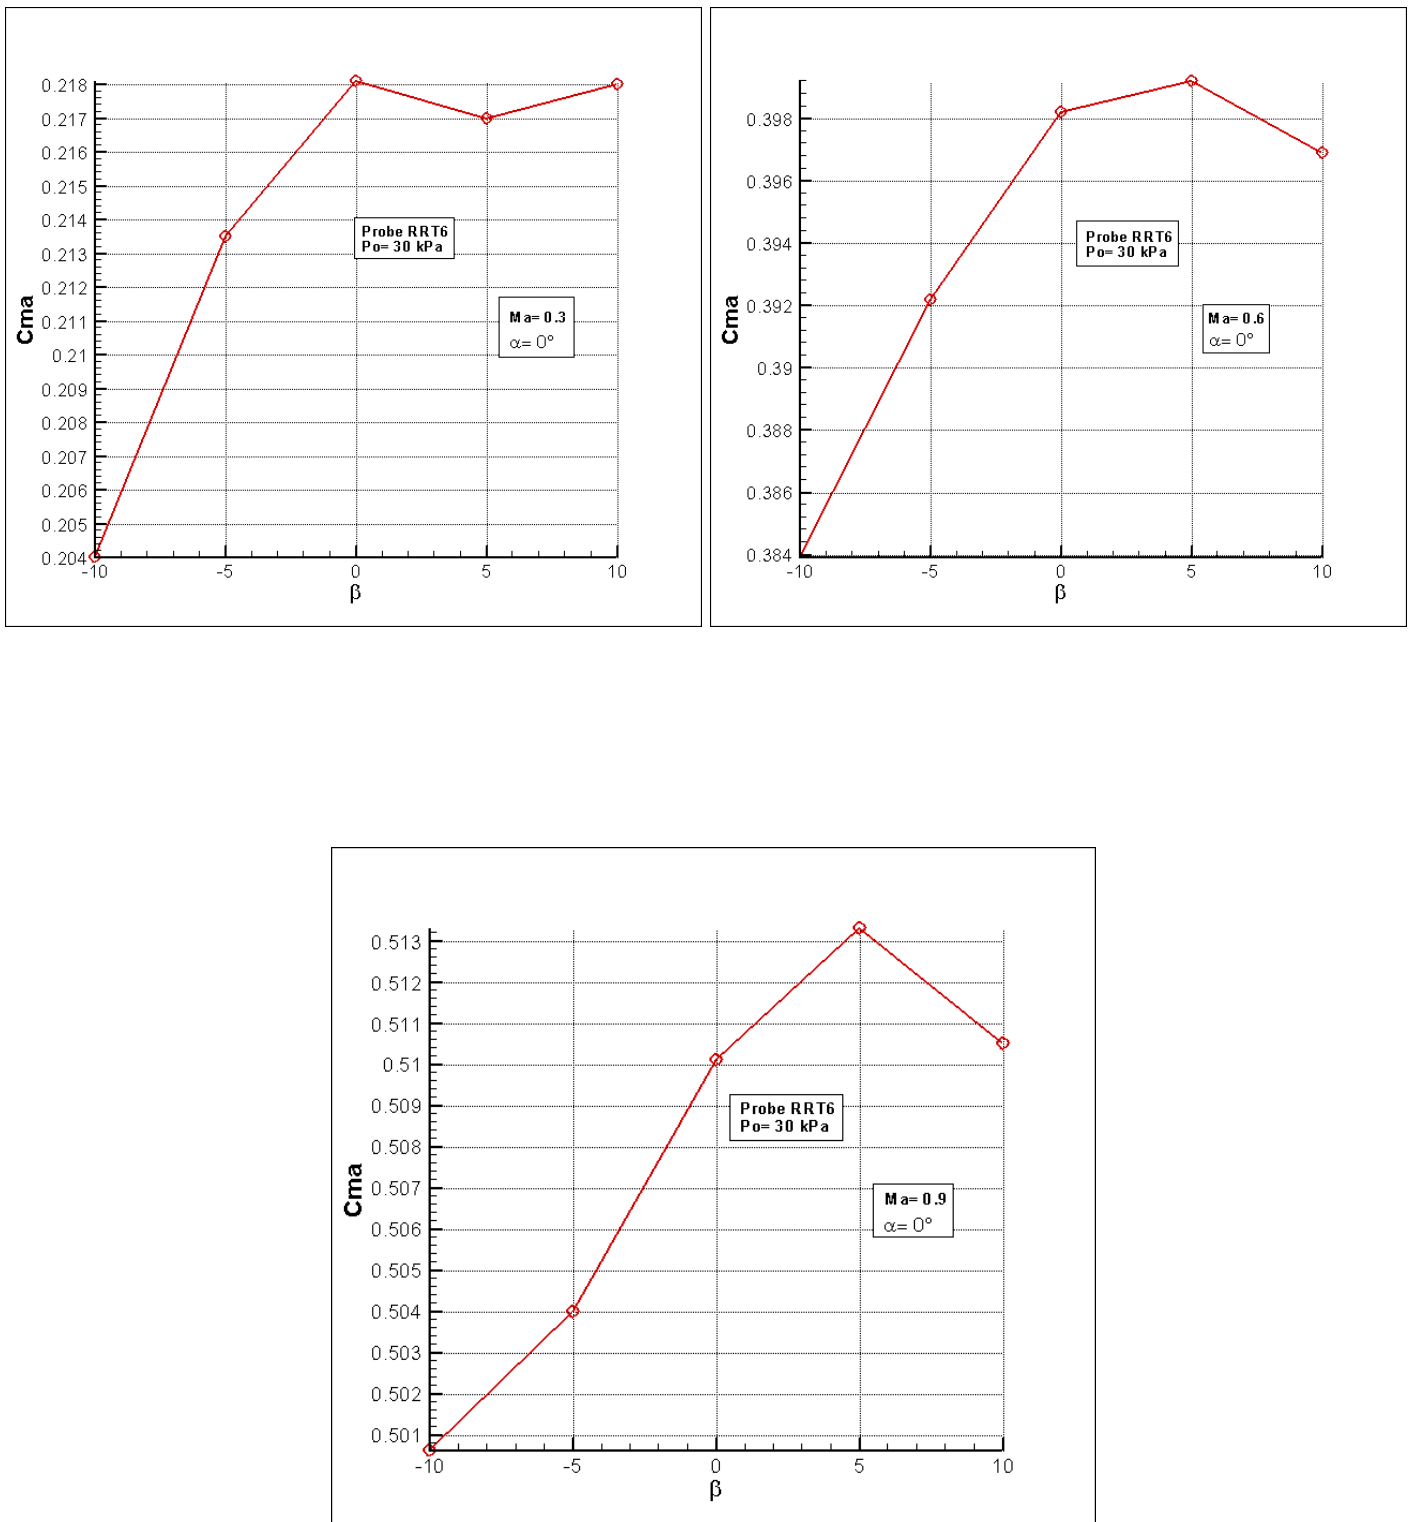 0.218
0.217
0.216
0.215
0.214
0.213
0.212
0.211
0.21
0.209
0.208
0.207
0.206
0.205
0.204
Cma
Probe RRT6
Po= 30 kPa
Ma= 0.3
α= 0°
-10 -5 0 5 10
β
0.398
0.396
0.394
0.392
0.39
0.388
0.386
0.384
Cma
Probe RRT6
Po= 30 kPa
Ma= 0.6
α= 0°
-10 -5 0 5 10
β
0.513
0.512
0.511
0.51
0.509
0.508
0.507
0.506
0.505
0.504
0.503
0.502
0.501
Cma
Probe RRT6
Po= 30 kPa
Ma= 0.9
α= 0°
-10 -5 0 5 10
β